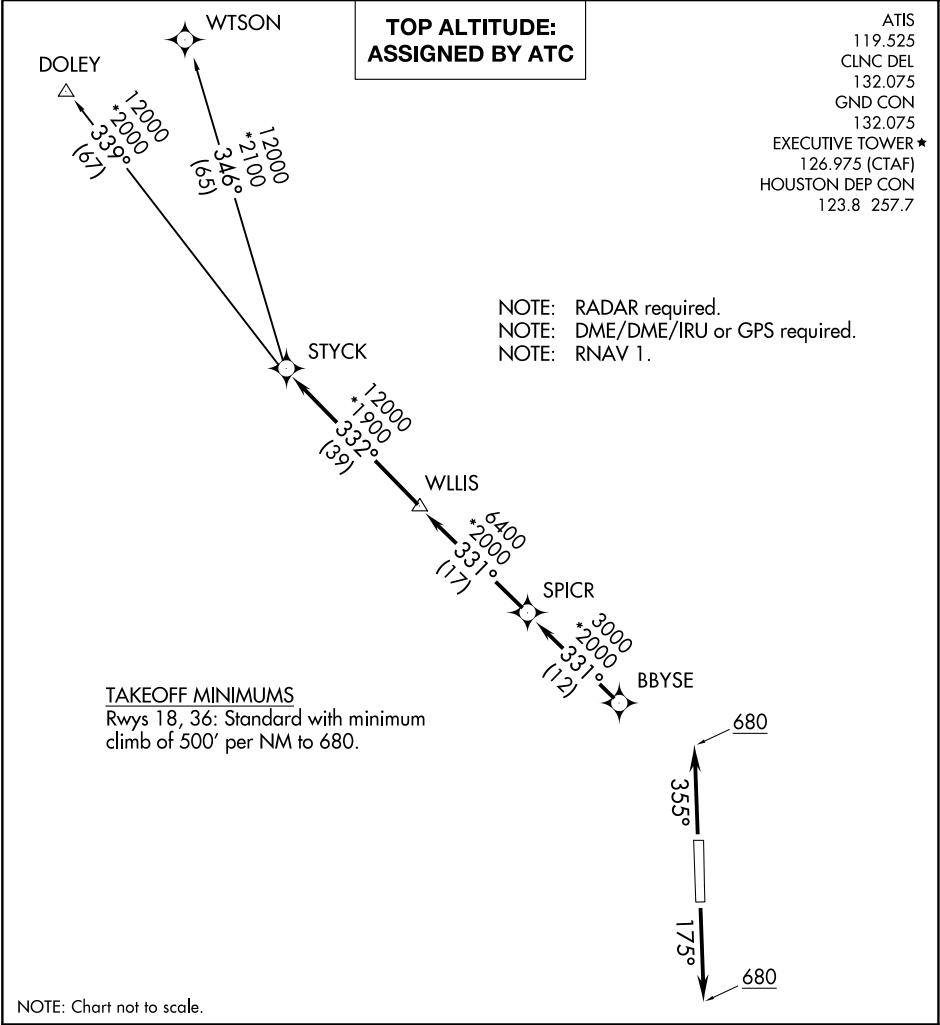 WTSON
TOP ALTITUDE:
ASSIGNED BY ATC
ATIS
119.525
CLNC DEL
132.075
GND CON
132.075
EXECUTIVE TOWER★
126.975 (CTAF)
HOUSTON DEP CON
123.8 257.7
DOLEY
12000
*2000
339°
(67)
12000
*2100
346°
(65)
NOTE: RADAR required.
NOTE: DME/DME/IRU or GPS required.
NOTE: RNAV 1.
STYCK
12000
*1900
332°
(39)
WLLIS
6400
*2000
331°
(17)
SPICR
3000
*2000
331°
(12)
BBYSE
TAKEOFF MINIMUMS
Rwys 18, 36: Standard with minimum
climb of 500' per NM to 680.
680
355°
175°
680
NOTE: Chart not to scale.